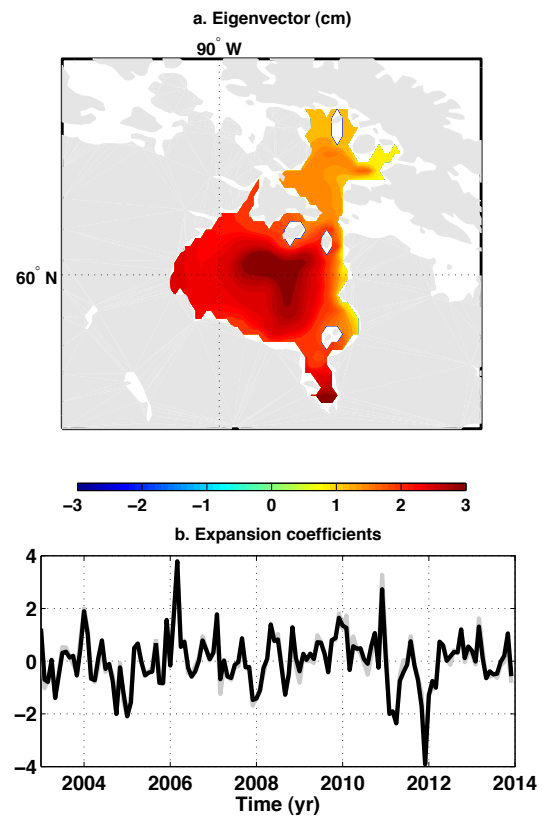 a. Eigenvector (cm)
90° W
60° N
−3 −2 −1 0 1 2 3
b. Expansion coefficients
4
2
0
−2
−4
2004 2006 2008 2010 2012 2014
Time (yr)